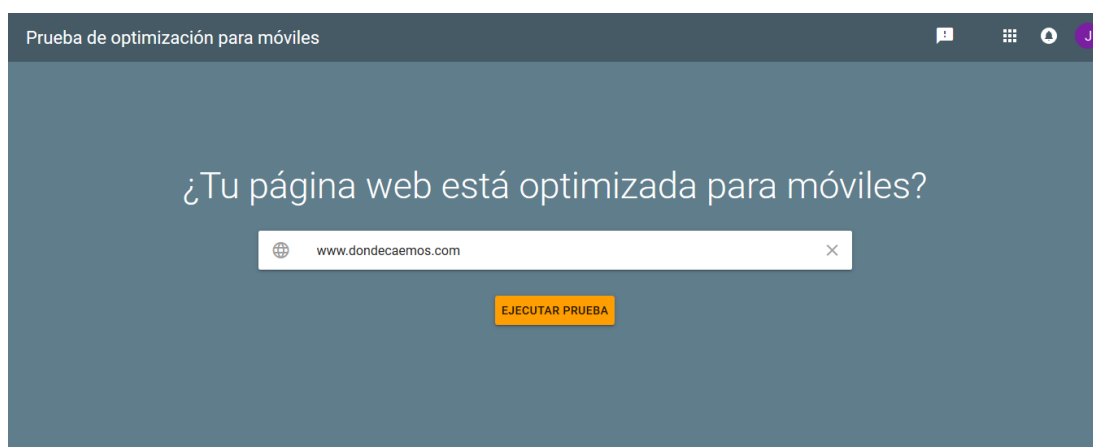 Prueba de optimización para móviles
J
¿Tu página web está optimizada para móviles?
www.dondecaemos.com
EJECUTAR PRUEBA